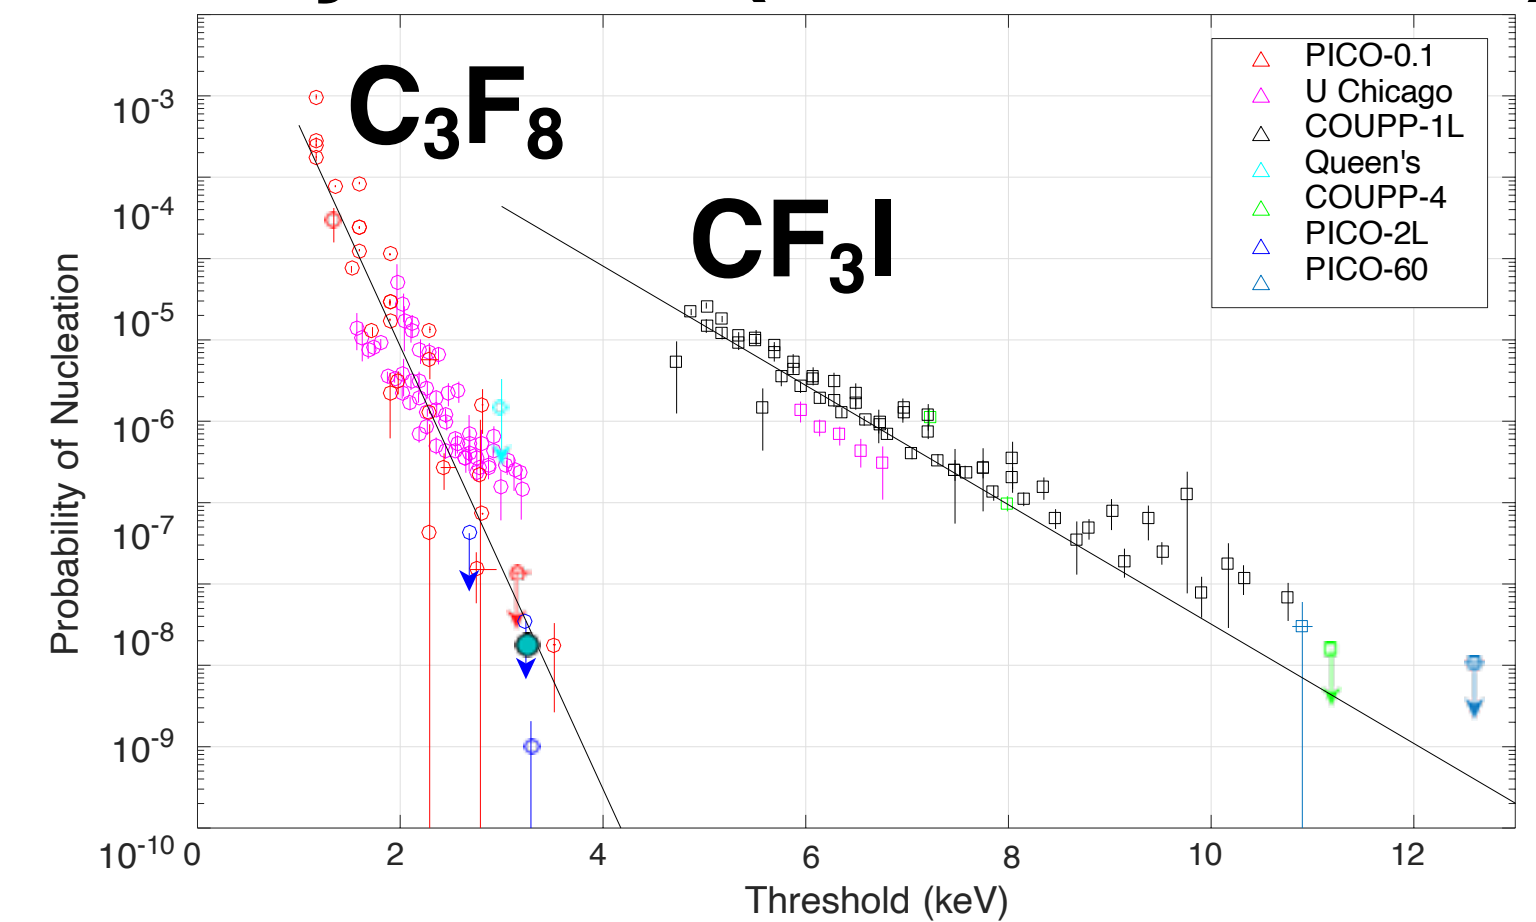 C3F8
CF3I
PICO-0.1
U Chicago
COUPP-1L
Queen's
COUPP-4
PICO-2L
PICO-60
Probability of Nucleation
10-3
10-4
10-5
10-6
10-7
10-8
10-9
10-10
0 2 4 6 8 10 12
Threshold (keV)